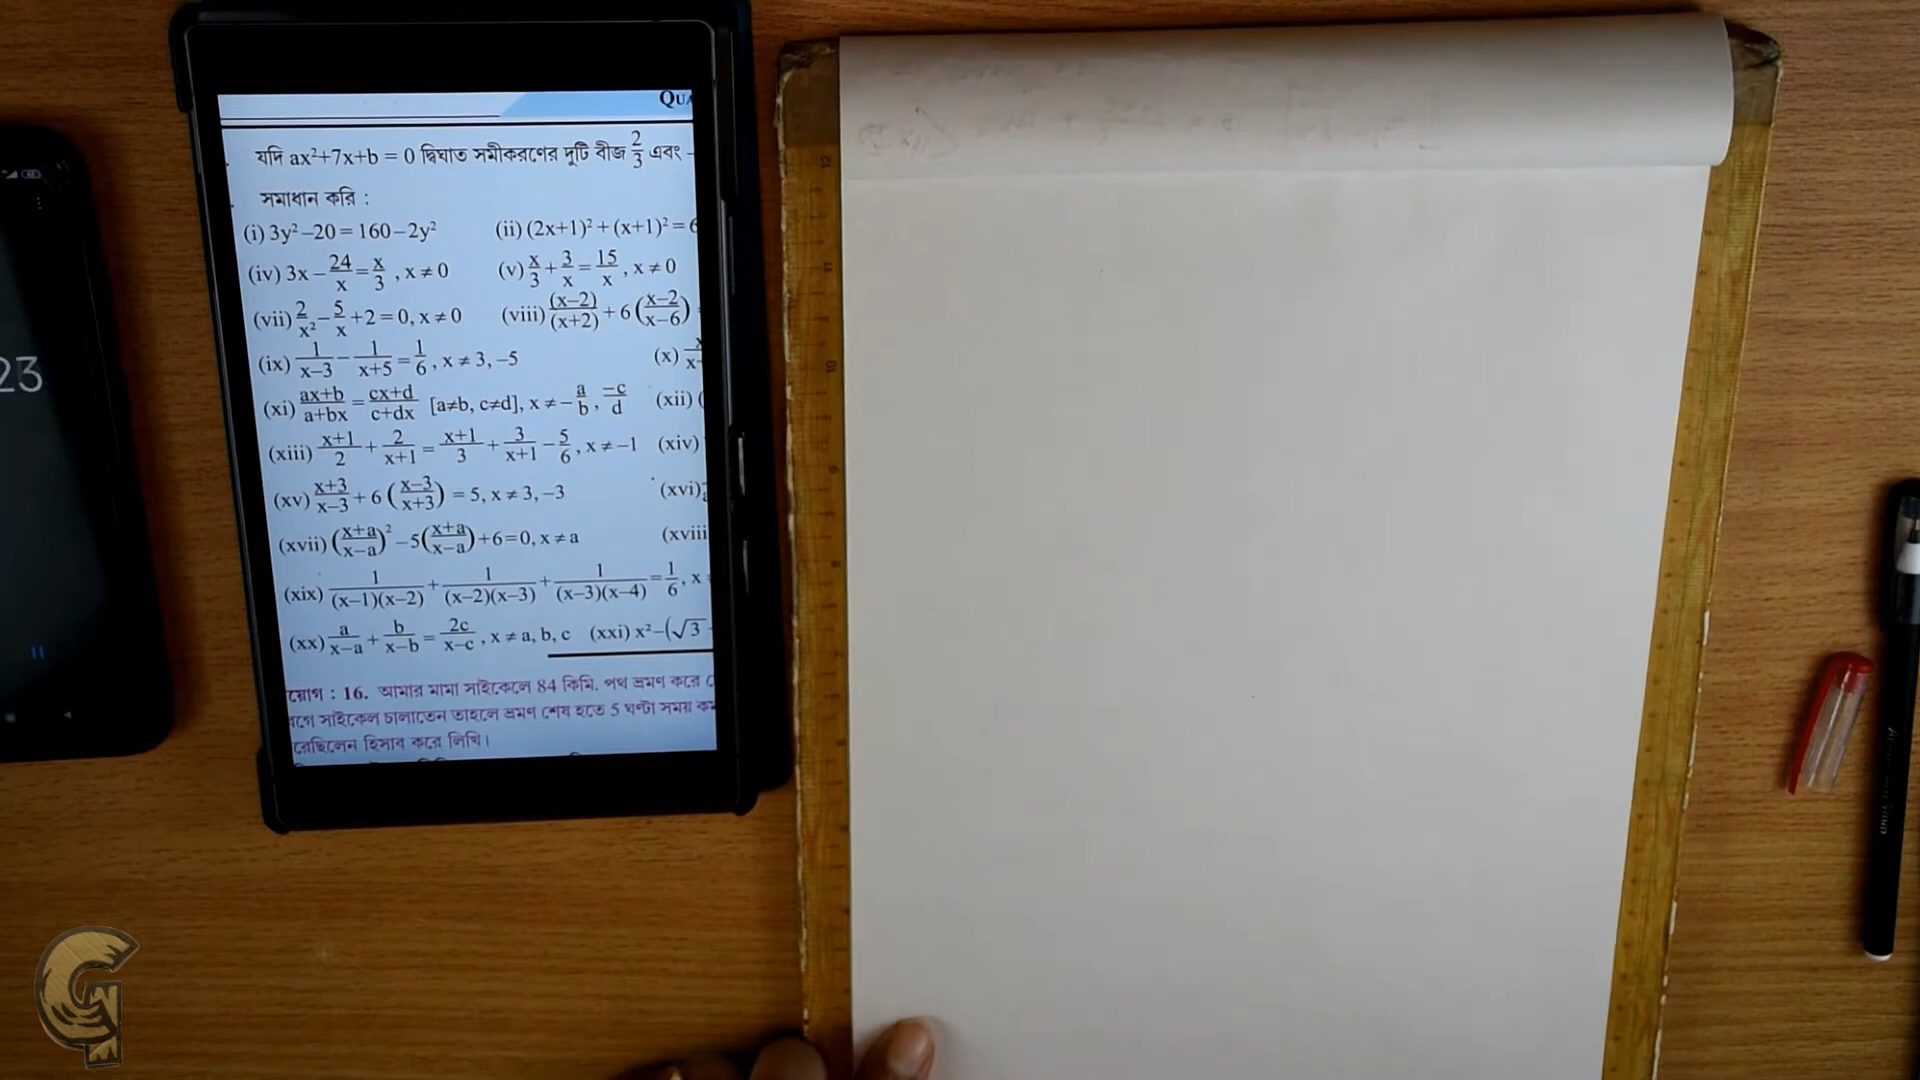 QUA
যদি ax²+7x+b = 0 দ্বিঘাত সমীকরণের দুটি বীজ 2/3 এবং –
সমাধান করি :
(i) 3y²–20 = 160–2y² (ii) (2x+1)² + (x+1)² = 6
(iv) 3x – 24/x = x/3 , x ≠ 0 (v) x/3 + 3/x = 15/x , x ≠ 0
(vii) 2/x² – 5/x + 2 = 0, x ≠ 0 (viii) (x–2)/(x+2) + 6 (x–2/x–6)
(ix) 1/x–3 – 1/x+5 = 1/6 , x ≠ 3, –5 (x) x/x-
(xi) ax+b/a+bx = cx+d/c+dx [a≠b, c≠d], x ≠ – a/b , –c/d (xii) (
(xiii) x+1/2 + 2/x+1 = x+1/3 + 3/x+1 – 5/6 , x ≠ –1 (xiv)
(xv) x+3/x–3 + 6 (x–3/x+3) = 5, x ≠ 3, –3 (xvi)
(xvii) (x+a/x–a)² – 5(x+a/x–a) + 6 = 0, x ≠ a (xviii
(xix) 1/(x–1)(x–2) + 1/(x–2)(x–3) + 1/(x–3)(x–4) = 1/6 , x
(xx) a/x–a + b/x–b = 2c/x–c , x ≠ a, b, c (xxi) x²–(√3
য়োগ : 16. আমার মামা সাইকেলে 84 কিমি. পথ ভ্রমণ করে
বেগে সাইকেল চালাতেন তাহলে ভ্রমণ শেষ হতে 5 ঘণ্টা সময়
রেছিলেন হিসাব করে লিখি।
23